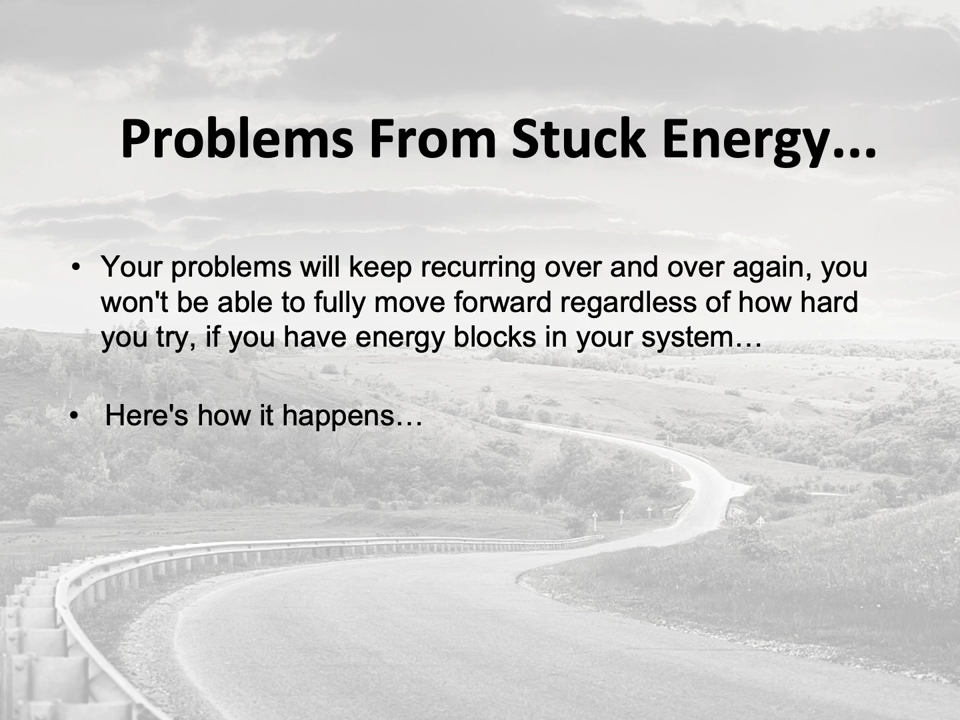 Problems From Stuck Energy...
• Your problems will keep recurring over and over again, you
won't be able to fully move forward regardless of how hard
you try, if you have energy blocks in your system…
• Here's how it happens…